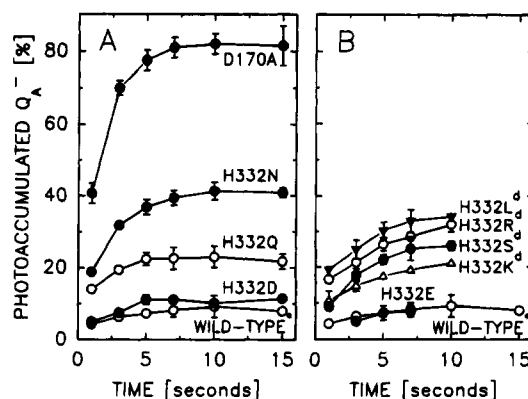 PHOTOACCUMULATED Q_A^- [%]
80
60
40
20
0
A
D170A
H332N
H332Q
H332D
WILD-TYPE
0 5 10 15
TIME [seconds]
B
H332L^d
H332R^d
H332S^d
H332K^d
H332E
WILD-TYPE
0 5 10 15
TIME [seconds]